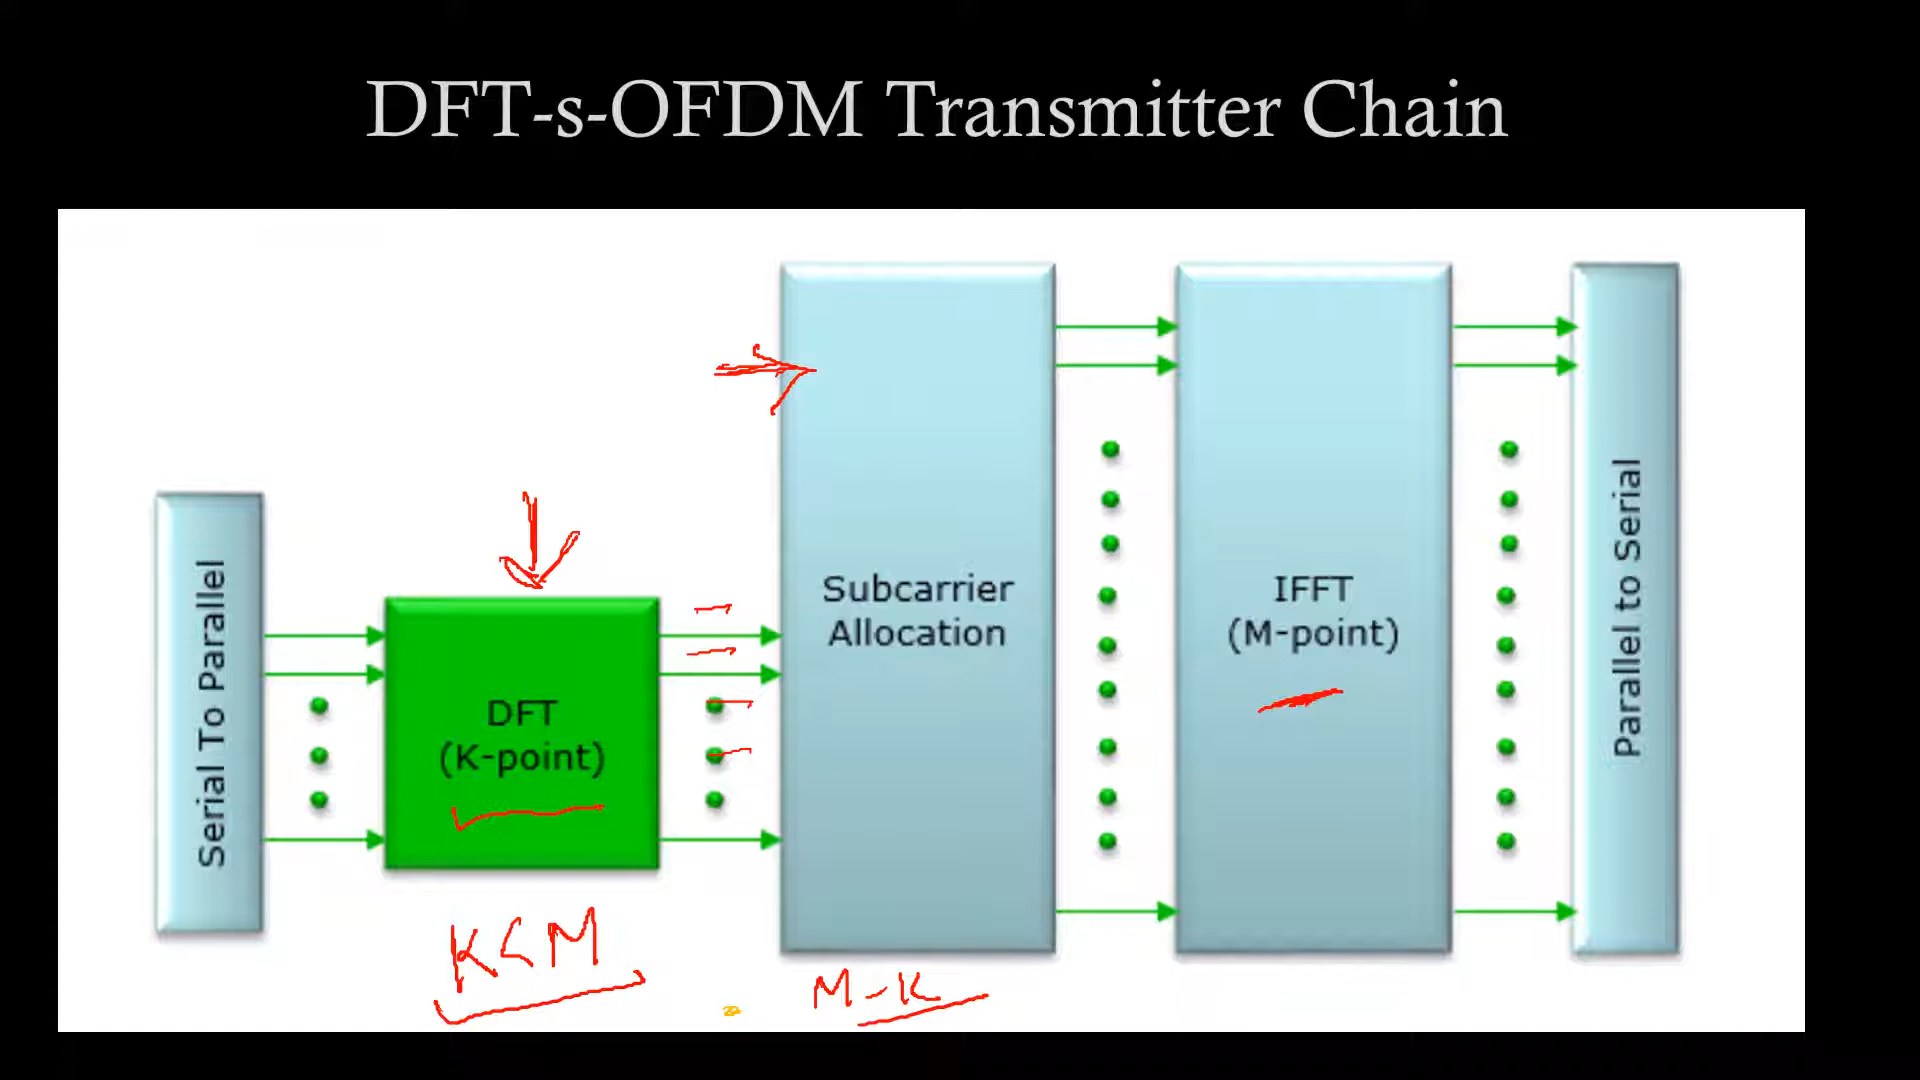 DFT-s-OFDM Transmitter Chain
Serial To Parallel
DFT
(K-point)
Subcarrier
Allocation
IFFT
(M-point)
Parallel to Serial
K<M
M-K